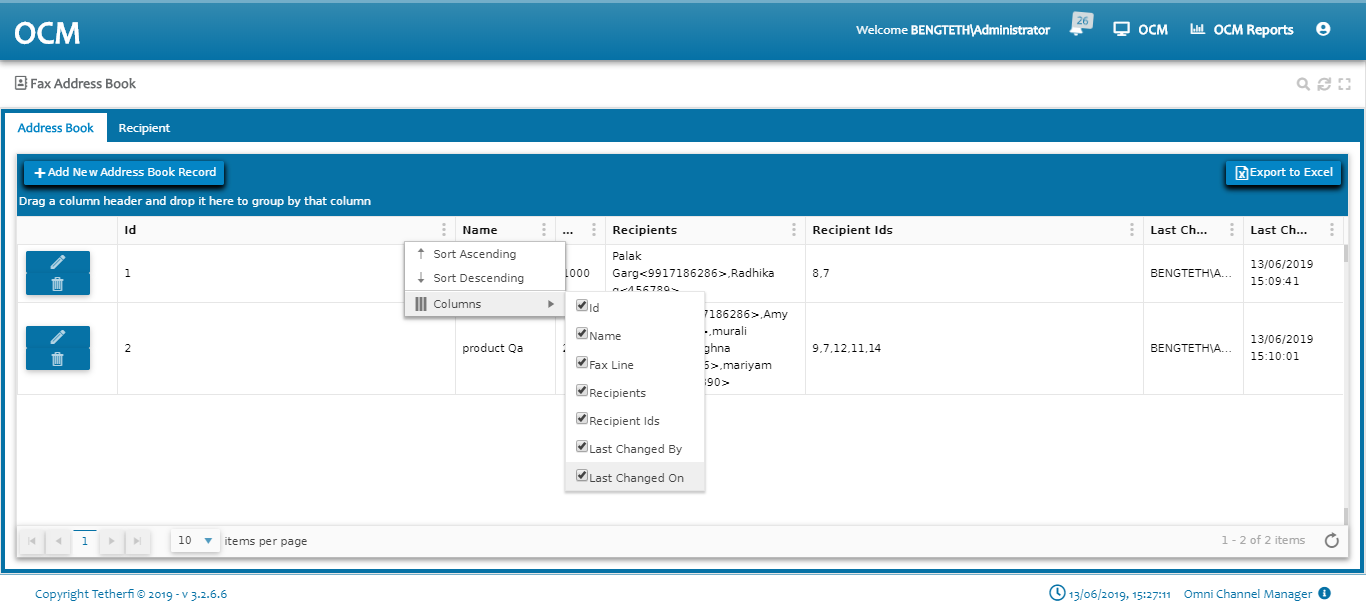 OCM
Welcome BENGTETH\Administrator
26
OCM
OCM Reports
Fax Address Book
Address Book
Recipient
Add New Address Book Record
Export to Excel
Drag a column header and drop it here to group by that column
Id
Name
...
Recipients
Recipient Ids
Last Ch...
Last Ch...
Sort Ascending
Sort Descending
Columns
Id
Name
Fax Line
Recipients
Recipient Ids
Last Changed By
Last Changed On
1
1000
Palak
Garg<9917186286>,Radhika
8,7
BENGTETH\A...
13/06/2019
15:09:41
2
product Qa
7186286>,Amy
>,murali
ghna
6>,mariyam
390>
9,7,12,11,14
BENGTETH\A...
13/06/2019
15:10:01
1
10
items per page
1 - 2 of 2 items
Copyright Tetherfi © 2019 - v 3.2.6.6
13/06/2019, 15:27:11
Omni Channel Manager